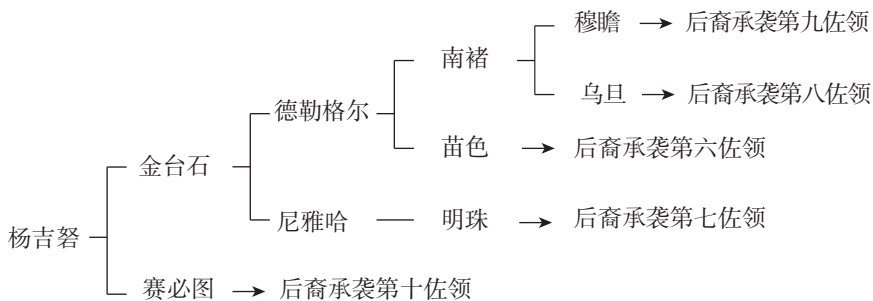 穆瞻 → 后裔承袭第九佐领
南褚
乌旦 → 后裔承袭第八佐领
德勒格尔
苗色 → 后裔承袭第六佐领
金台石
尼雅哈 — 明珠 → 后裔承袭第七佐领
杨吉砮
赛必图 → 后裔承袭第十佐领